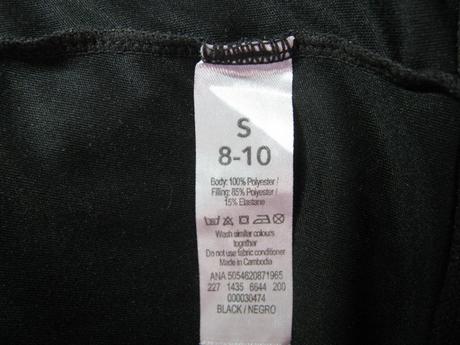 S
8-10
Body: 100% Polyester /
Filling: 85% Polyester /
15% Elastane
Wash similar colours
together
Do not use fabric conditioner
Made in Cambodia
ANA 5054620871965
227 1435 6644 200
000030474
BLACK / NEGRO